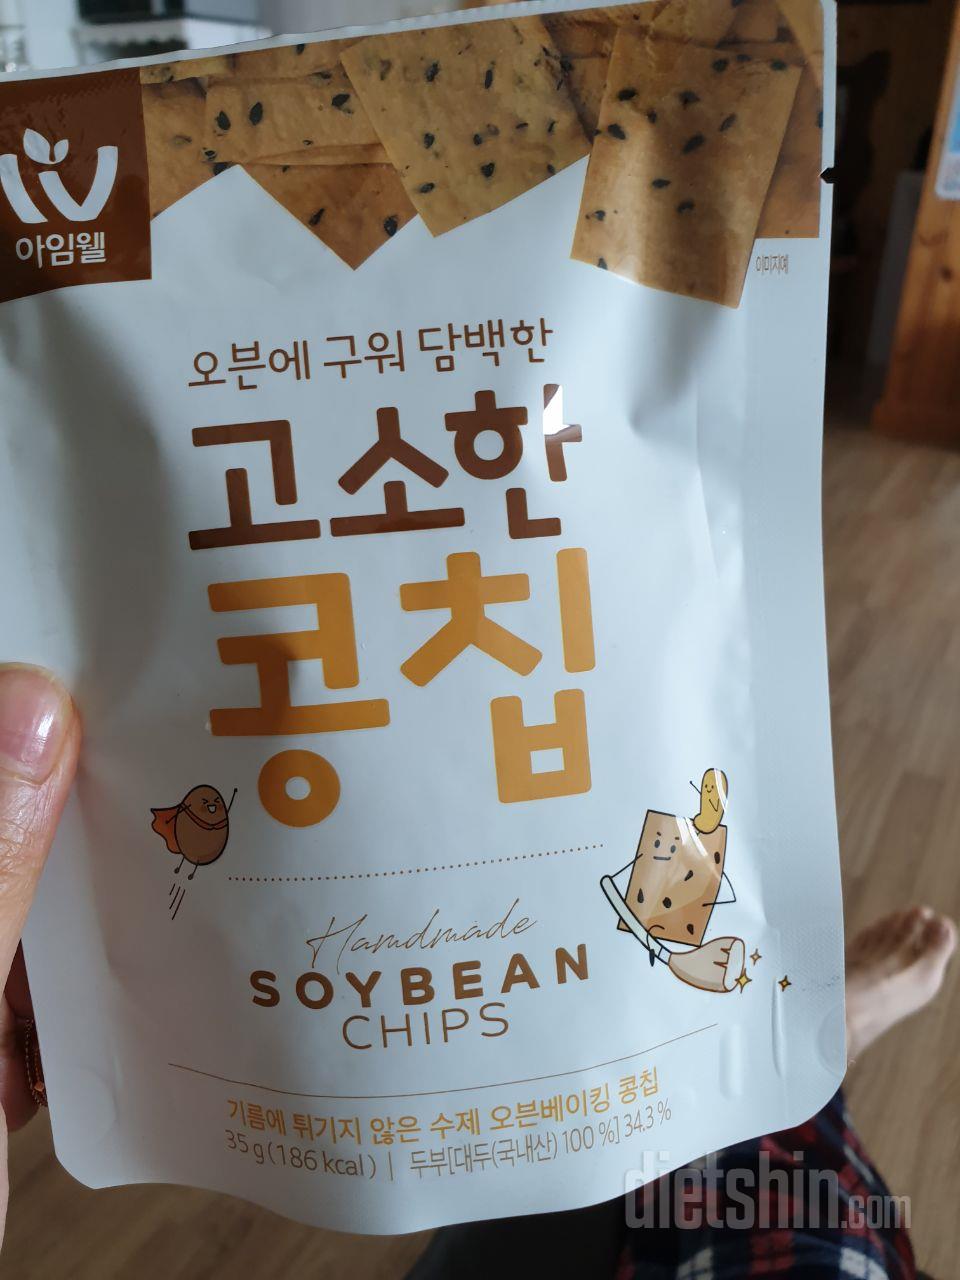 아임웰
이미지예
오븐에 구워 담백한
고소한
콩칩
Handmade
SOYBEAN
CHIPS
기름에 튀기지 않은 수제 오븐베이킹 콩칩
35 g (186 kcal) | 두부[대두(국내산) 100 %] 34.3 %
dietshin.com